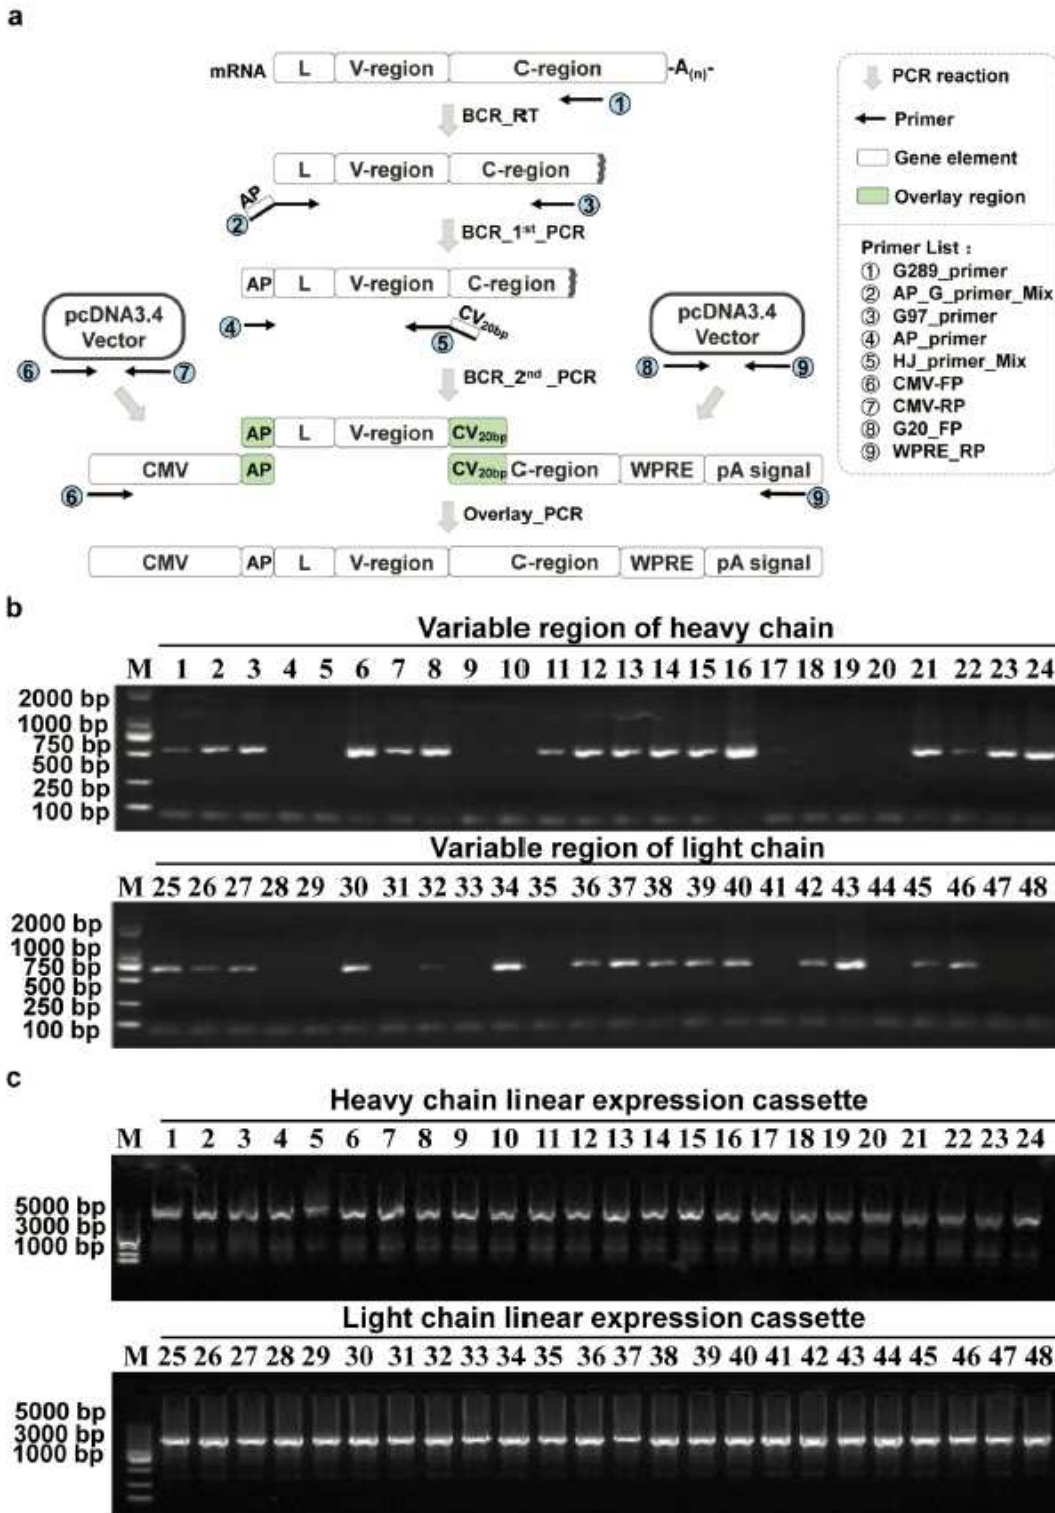 a
mRNA L V-region C-region -A(n)-
①
BCR_RT
L V-region C-region
AP
② ③
BCR_1st_PCR
AP L V-region C-region
④ ⑤ CV20bp
pcDNA3.4
Vector
⑥ ⑦
pcDNA3.4
Vector
⑧ ⑨
BCR_2nd_PCR
AP L V-region CV20bp
CMV AP CV20bp C-region WPRE pA signal
⑥ ⑨
Overlay_PCR
CMV AP L V-region C-region WPRE pA signal
PCR reaction
Primer
Gene element
Overlay region
Primer List :
① G289_primer
② AP_G_primer_Mix
③ G97_primer
④ AP_primer
⑤ HJ_primer_Mix
⑥ CMV-FP
⑦ CMV-RP
⑧ G20_FP
⑨ WPRE_RP
b
Variable region of heavy chain
M 1 2 3 4 5 6 7 8 9 10 11 12 13 14 15 16 17 18 19 20 21 22 23 24
2000 bp
1000 bp
750 bp
500 bp
250 bp
100 bp
Variable region of light chain
M 25 26 27 28 29 30 31 32 33 34 35 36 37 38 39 40 41 42 43 44 45 46 47 48
2000 bp
1000 bp
750 bp
500 bp
250 bp
100 bp
c
Heavy chain linear expression cassette
M 1 2 3 4 5 6 7 8 9 10 11 12 13 14 15 16 17 18 19 20 21 22 23 24
5000 bp
3000 bp
1000 bp
Light chain linear expression cassette
M 25 26 27 28 29 30 31 32 33 34 35 36 37 38 39 40 41 42 43 44 45 46 47 48
5000 bp
3000 bp
1000 bp